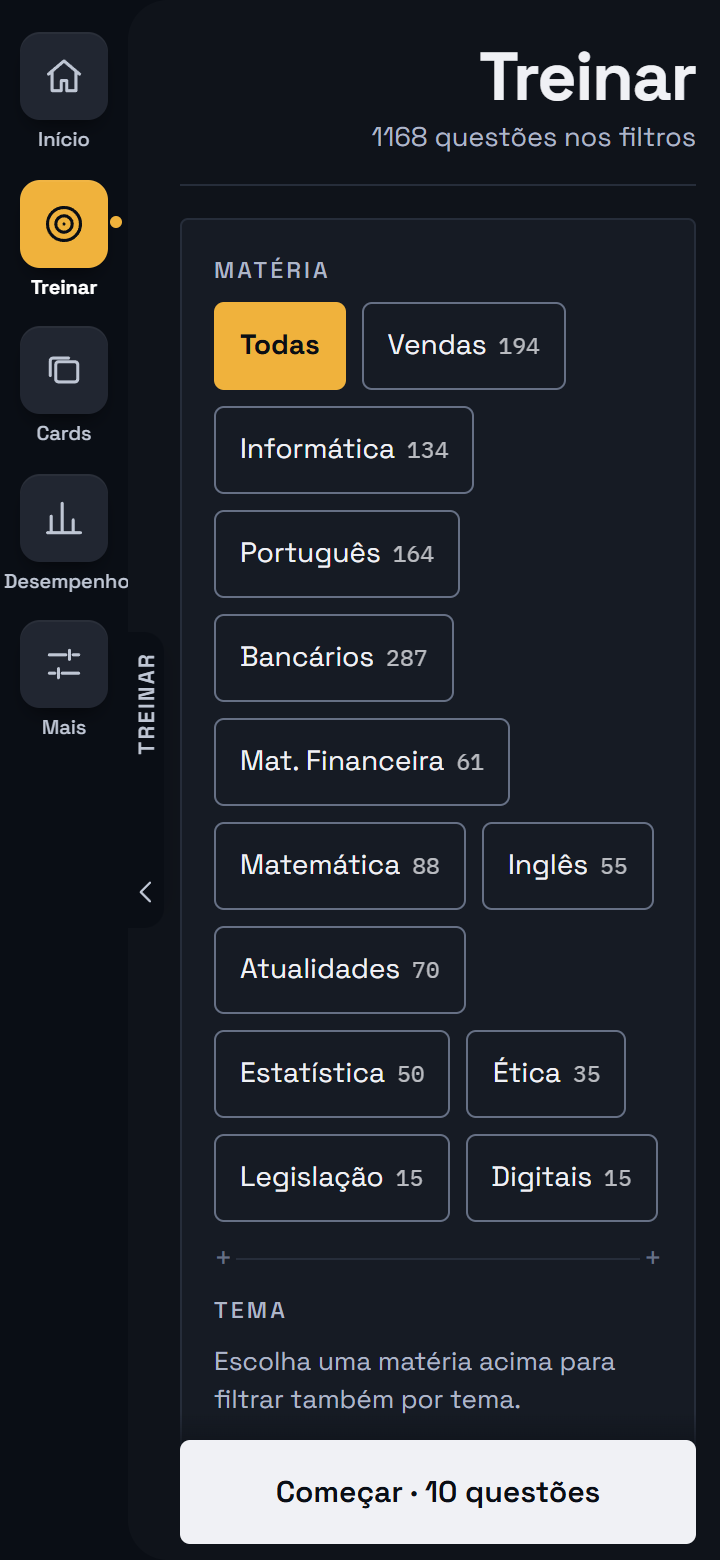 Início
Treinar
Cards
Desempenho
Mais
TREINAR
Treinar
1168 questões nos filtros
MATÉRIA
Todas
Vendas 194
Informática 134
Português 164
Bancários 287
Mat. Financeira 61
Matemática 88
Inglês 55
Atualidades 70
Estatística 50
Ética 35
Legislação 15
Digitais 15
+ +
TEMA
Escolha uma matéria acima para
filtrar também por tema.
Começar · 10 questões